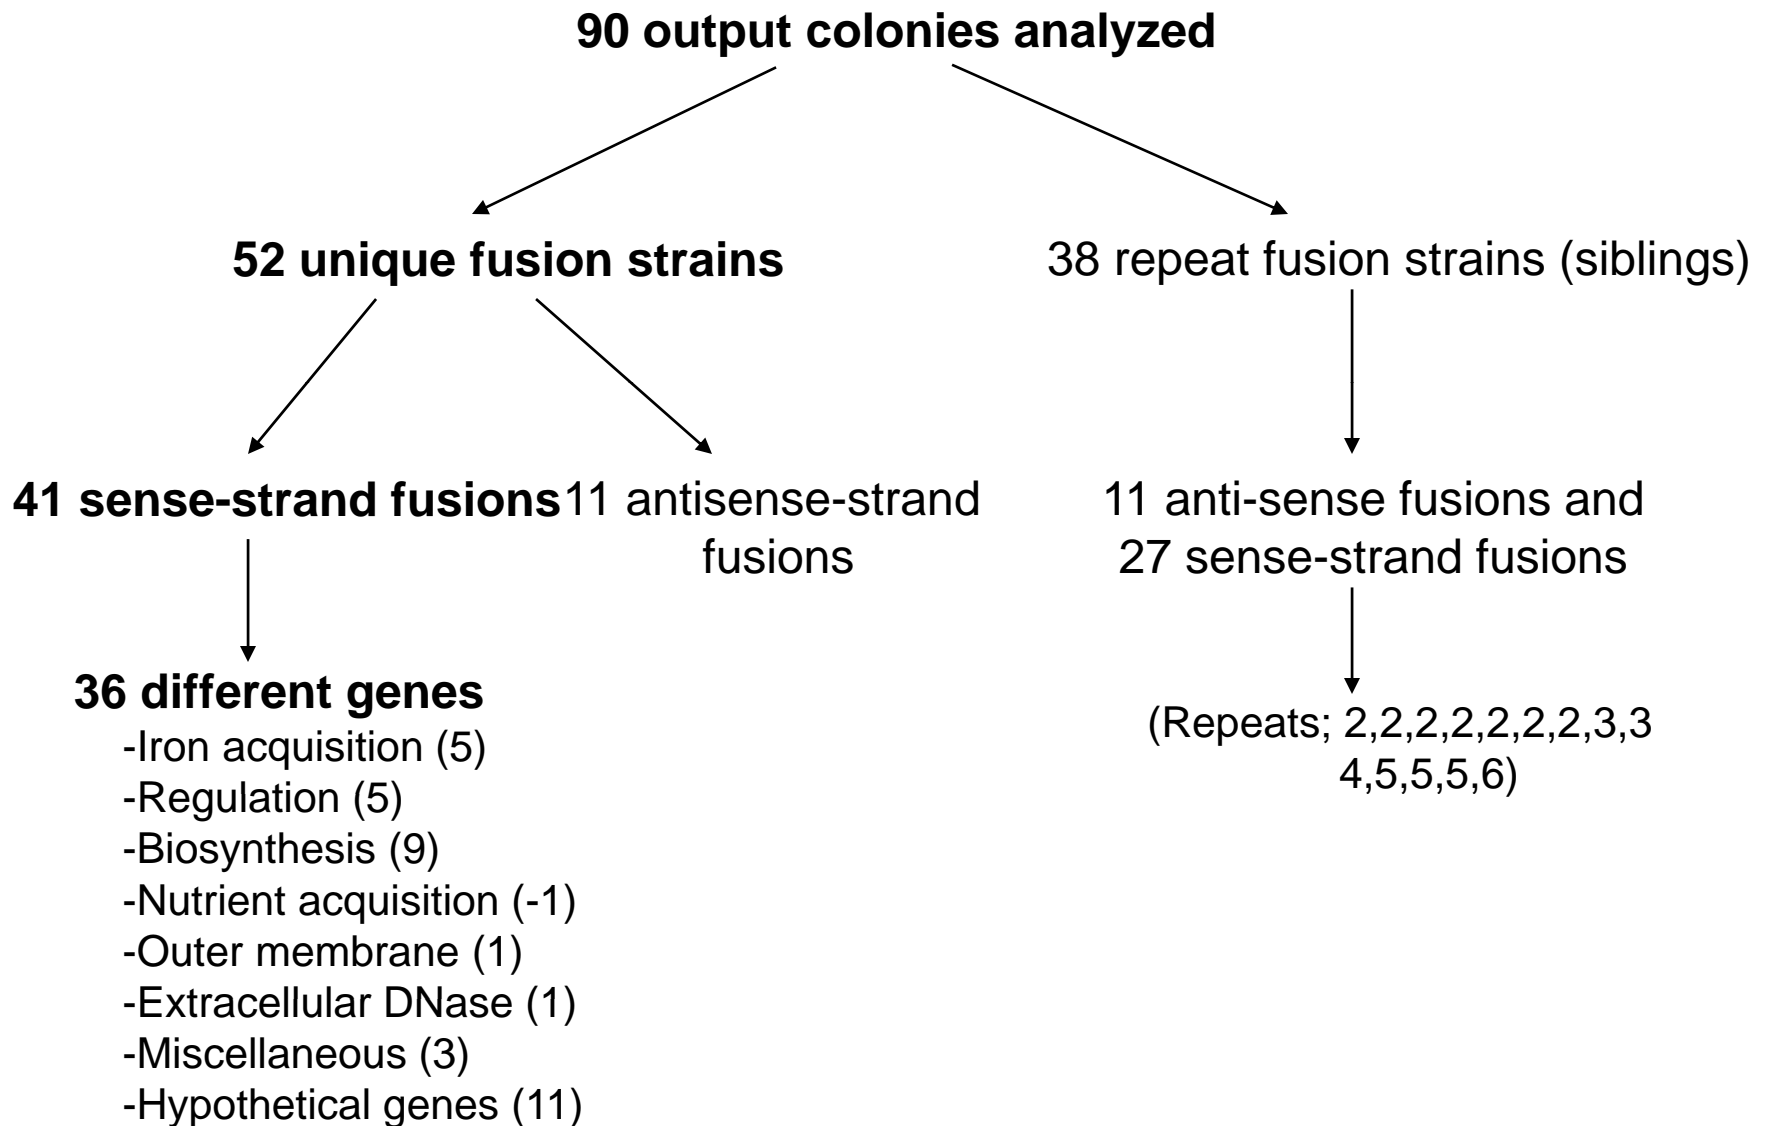 90 output colonies analyzed
52 unique fusion strains
38 repeat fusion strains (siblings)
41 sense-strand fusions
11 antisense-strand
fusions
11 anti-sense fusions and
27 sense-strand fusions
36 different genes
-Iron acquisition (5)
-Regulation (5)
-Biosynthesis (9)
-Nutrient acquisition (-1)
-Outer membrane (1)
-Extracellular DNase (1)
-Miscellaneous (3)
-Hypothetical genes (11)
(Repeats; 2,2,2,2,2,2,2,3,3
4,5,5,5,6)